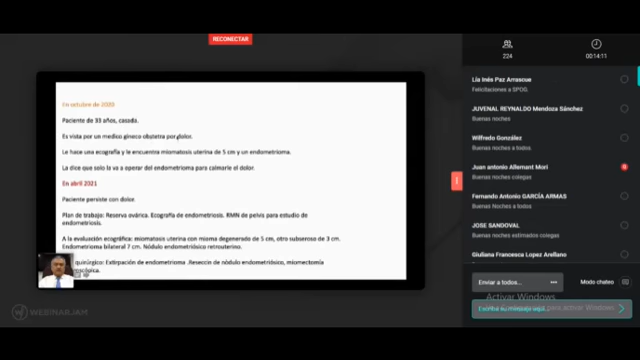 RECONECTAR
En octubre de 2020
Paciente de 33 años, casada.
Es vista por un medico gineco obstetra por dolor.
Le hace una ecografía y le encuentra miomatosis uterina de 5 cm y un endometrioma.
La dice que solo la va a operar del endometrioma para calmarle el dolor.
En abril 2021
Paciente persiste con dolor.
Plan de trabajo: Reserva ovárica. Ecografía de endometriosis. RMN de pelvis para estudio de
endometriosis.
A la evaluación ecográfica: miomatosis uterina con mioma degenerado de 5 cm, otro subseroso de 3 cm.
Endometrioma bilateral 7 cm. Nódulo endometriósico retrouterino.
quirúrgico: Extirpación de endometrioma .Resección de nódulo endometriósico, miomectomía
WEBINARJAM
224
00:14:11
Lía Inés Paz Arrascue
Felicitaciones a SPOG.
JUVENAL REYNALDO Mendoza Sánchez
Buenas noches
Wilfredo González
Buenas noches a todos.
Juan antonio Allemant Mori
Buenas noches colegas
Fernando Antonio GARCÍA ARMAS
Buenas Noches a todos
JOSE SANDOVAL
Buenas noches estimados colegas
Giuliana Francesca Lopez Arellano
Enviar a todos...
Modo chateo
Activar Windows
para activar Windows.